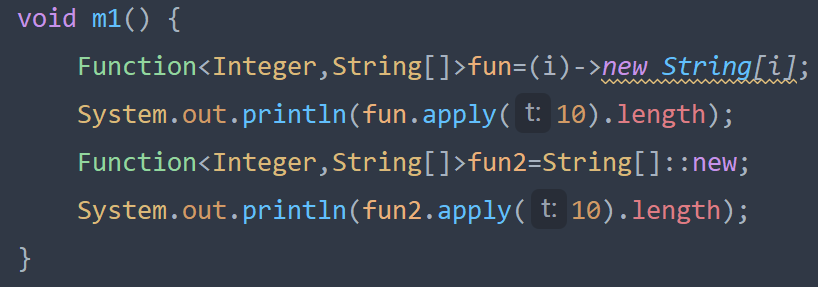 void m1() {
Function<Integer,String[]>fun=(i)->new String[i];
System.out.println(fun.apply( t: 10).length);
Function<Integer,String[]>fun2=String[]::new;
System.out.println(fun2.apply( t: 10).length);
}